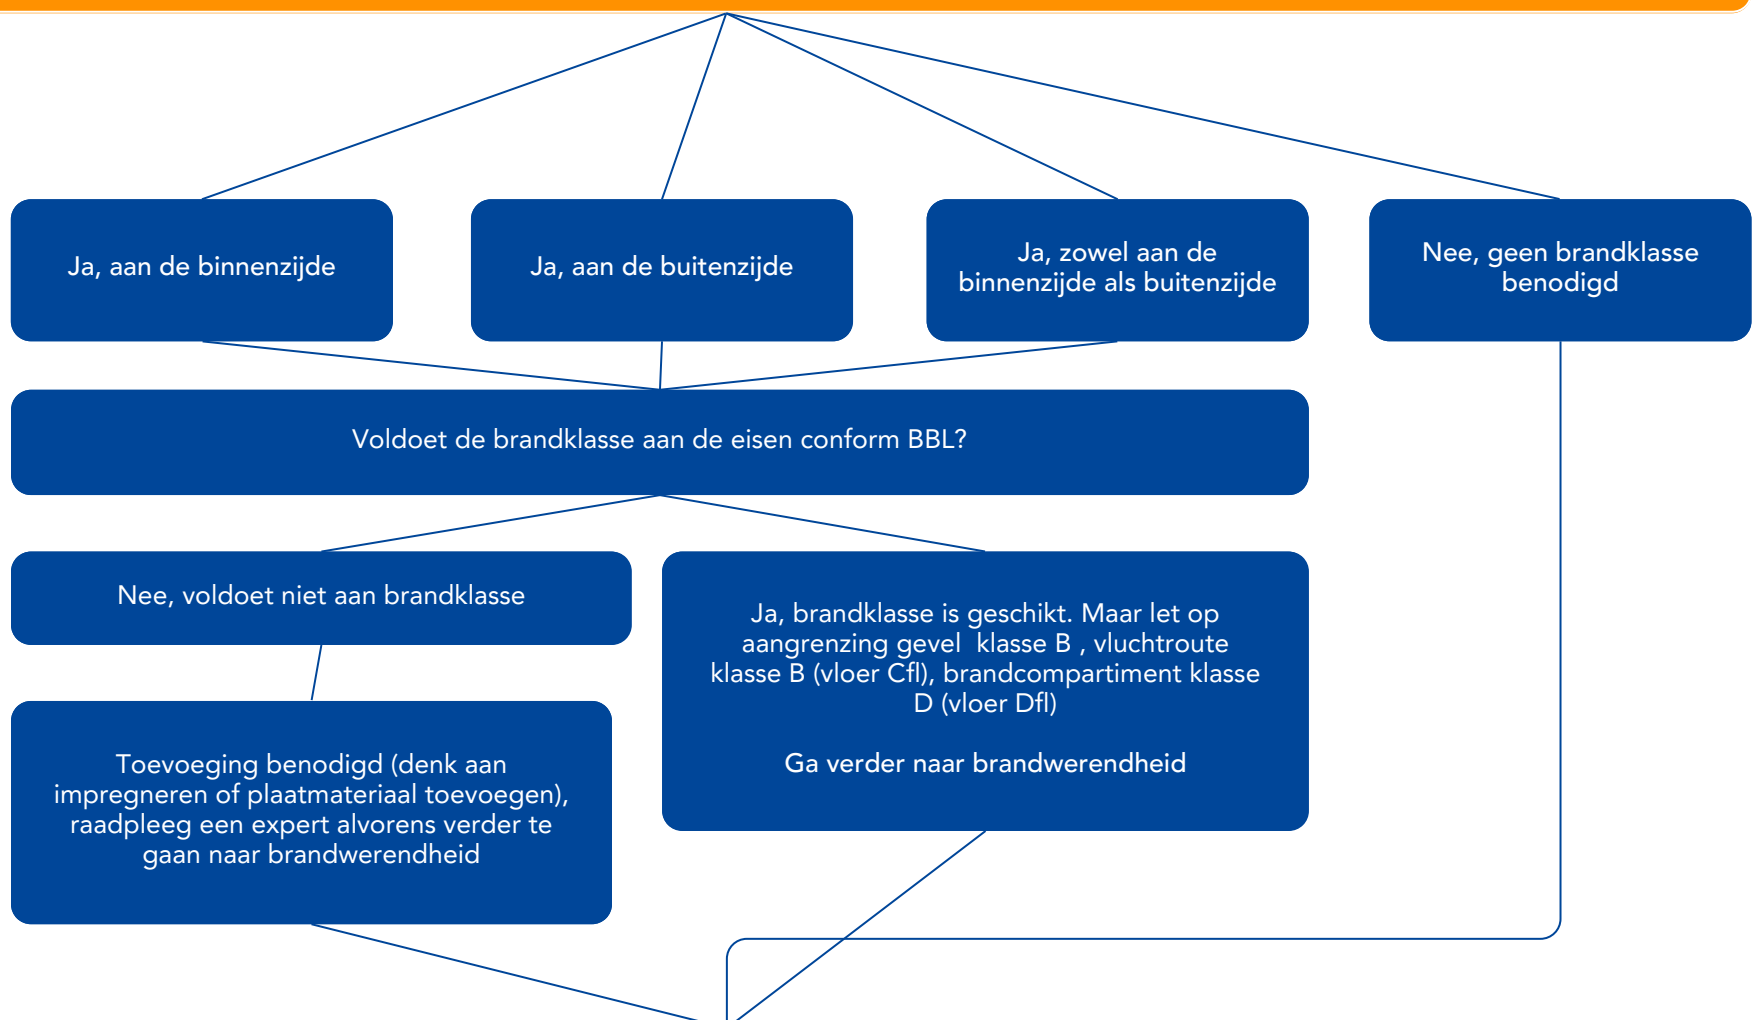 Ja, aan de binnenzijde
Ja, aan de buitenzijde
Ja, zowel aan de
binnenzijde als buitenzijde
Nee, geen brandklasse
benodigd
Voldoet de brandklasse aan de eisen conform BBL?
Nee, voldoet niet aan brandklasse
Ja, brandklasse is geschikt. Maar let op
aangrenzing gevel  klasse B , vluchtroute
klasse B (vloer Cfl), brandcompartiment klasse
D (vloer Dfl)
Ga verder naar brandwerendheid
Toevoeging benodigd (denk aan
impregneren of plaatmateriaal toevoegen),
raadpleeg een expert alvorens verder te
gaan naar brandwerendheid